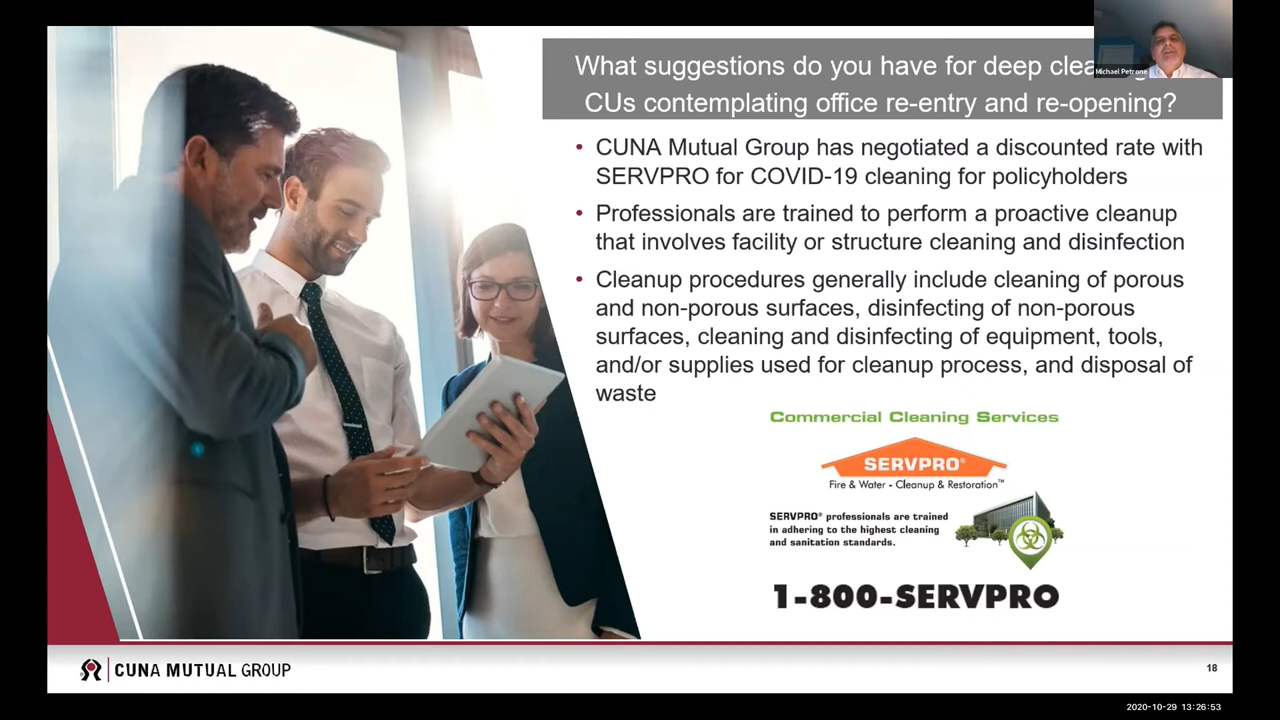 What suggestions do you have for deep
CUs contemplating office re-entry and re-opening?
Michael Petrone
• CUNA Mutual Group has negotiated a discounted rate with
SERVPRO for COVID-19 cleaning for policyholders
• Professionals are trained to perform a proactive cleanup
that involves facility or structure cleaning and disinfection
• Cleanup procedures generally include cleaning of porous
and non-porous surfaces, disinfecting of non-porous
surfaces, cleaning and disinfecting of equipment, tools,
and/or supplies used for cleanup process, and disposal of
waste
Commercial Cleaning Services
SERVPRO®
Fire & Water - Cleanup & Restoration™
SERVPRO® professionals are trained
in adhering to the highest cleaning
and sanitation standards.
1-800-SERVPRO
CUNA MUTUAL GROUP
18
2020-10-29 13:26:53